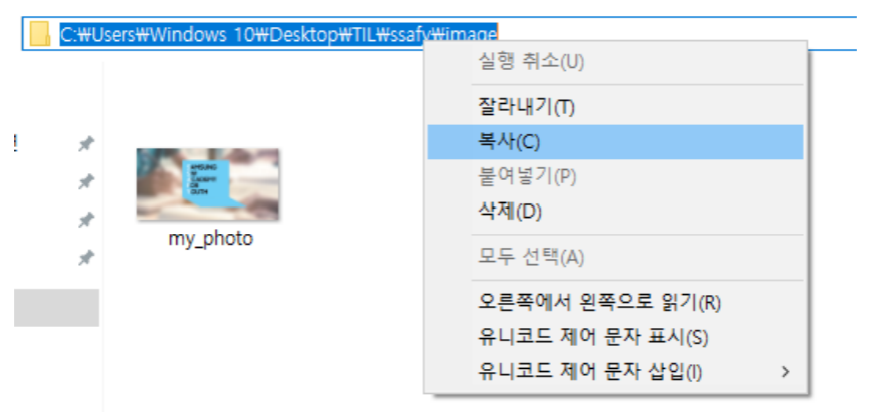 C:₩Users₩Windows 10₩Desktop₩TIL₩ssafy₩image
실행 취소(U)
잘라내기(T)
복사(C)
붙여넣기(P)
삭제(D)
모두 선택(A)
오른쪽에서 왼쪽으로 읽기(R)
유니코드 제어 문자 표시(S)
유니코드 제어 문자 삽입(I)
my_photo